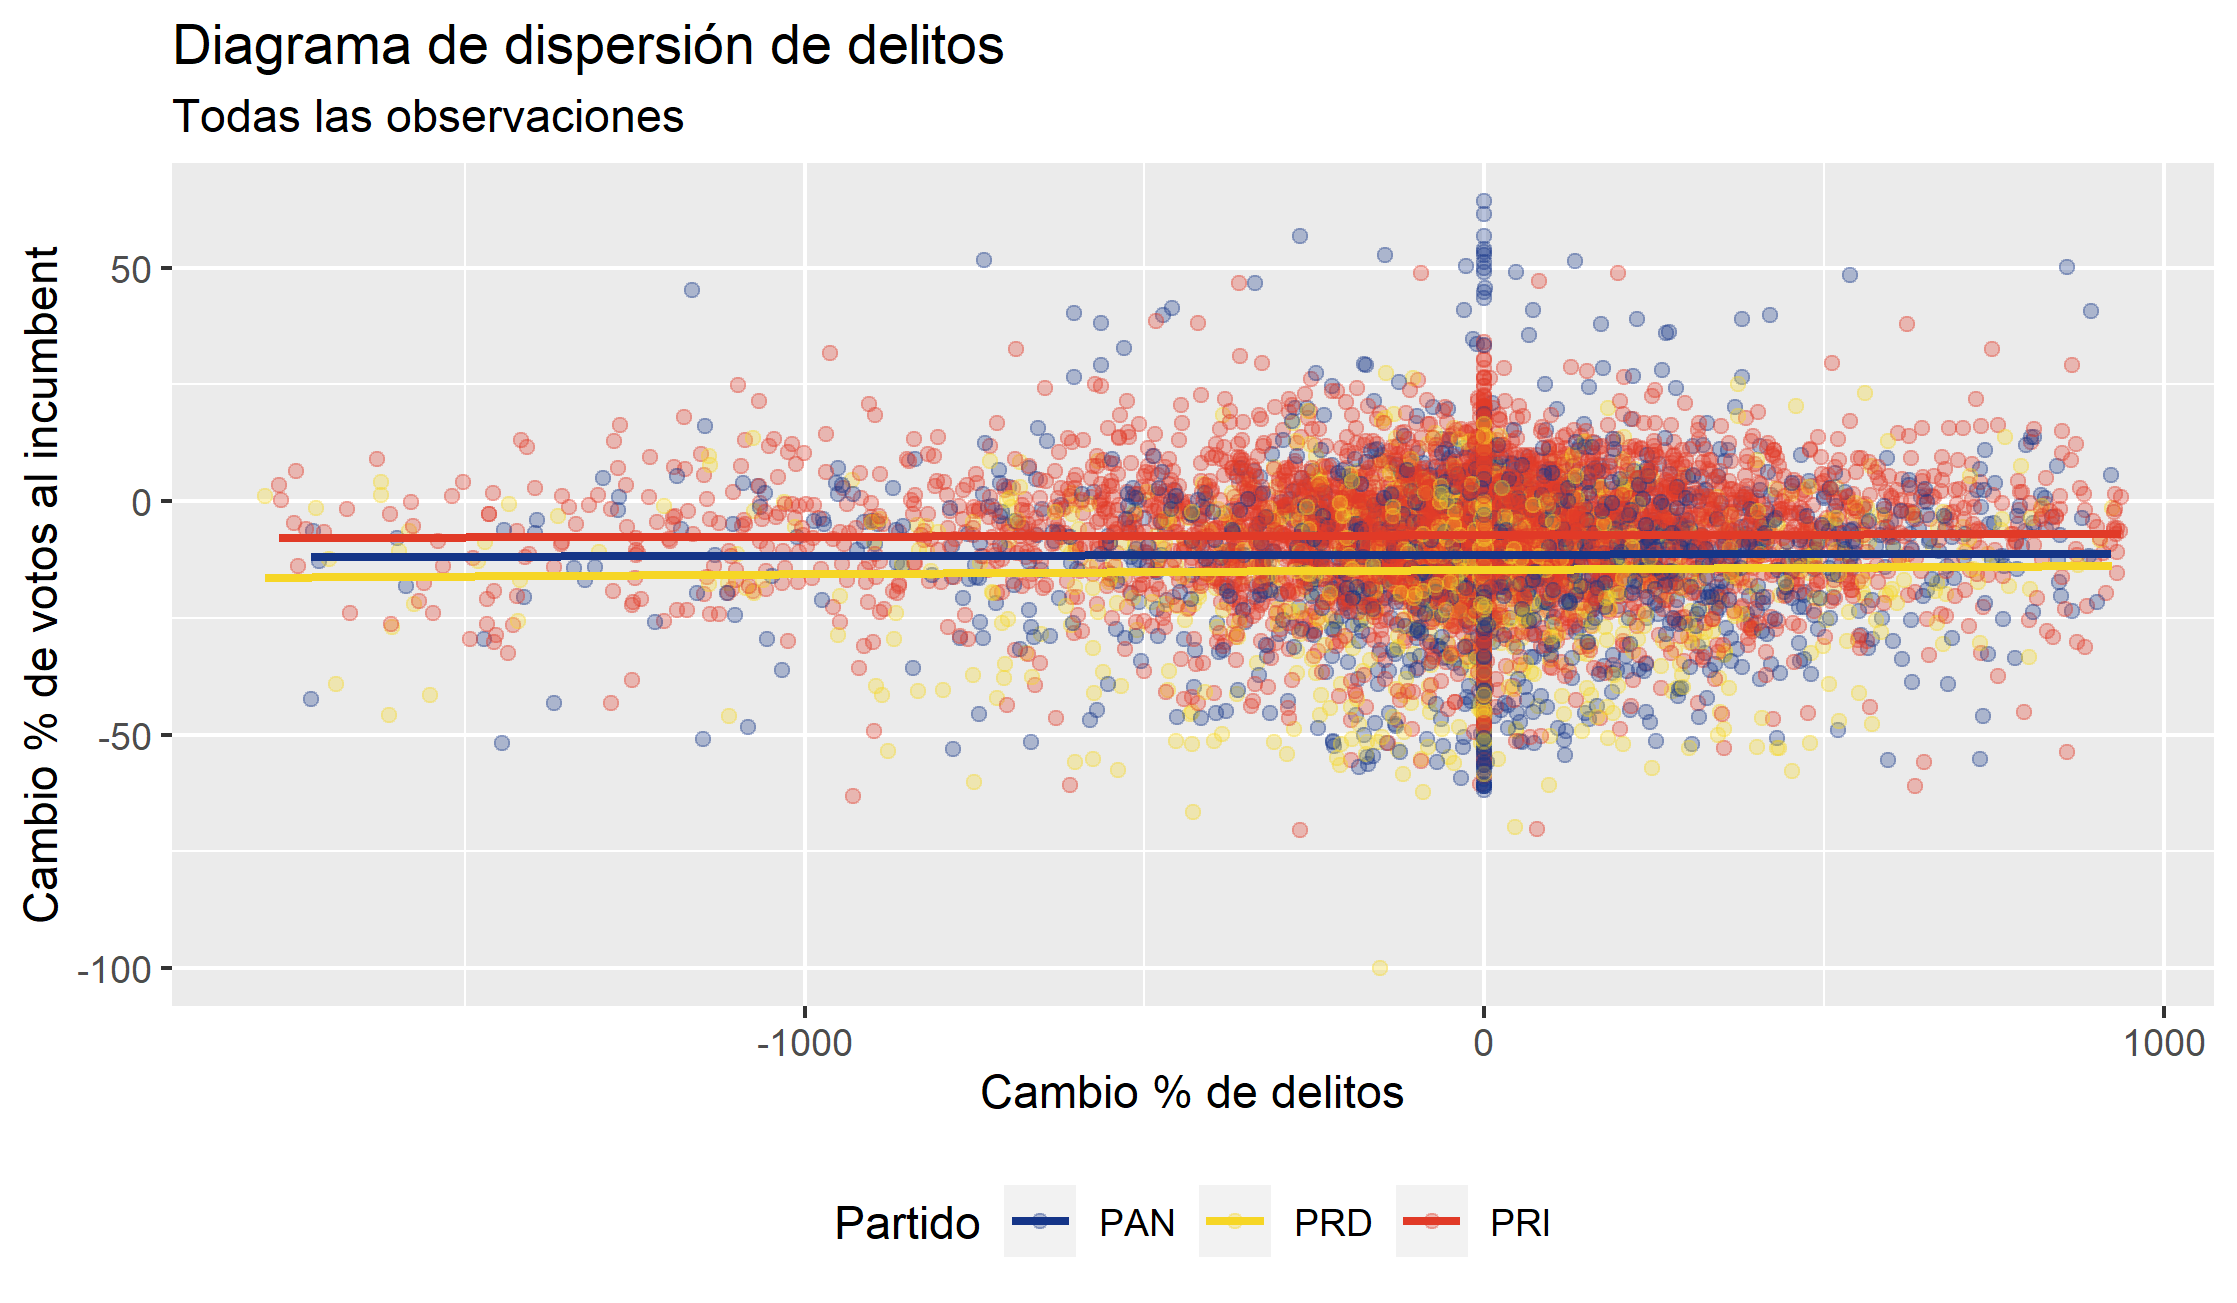 Diagrama de dispersión de delitos
Todas las observaciones
Cambio % de votos al incumbent
50
0
-50
-100
-1000
0
1000
Cambio % de delitos
Partido
PAN
PRD
PRI